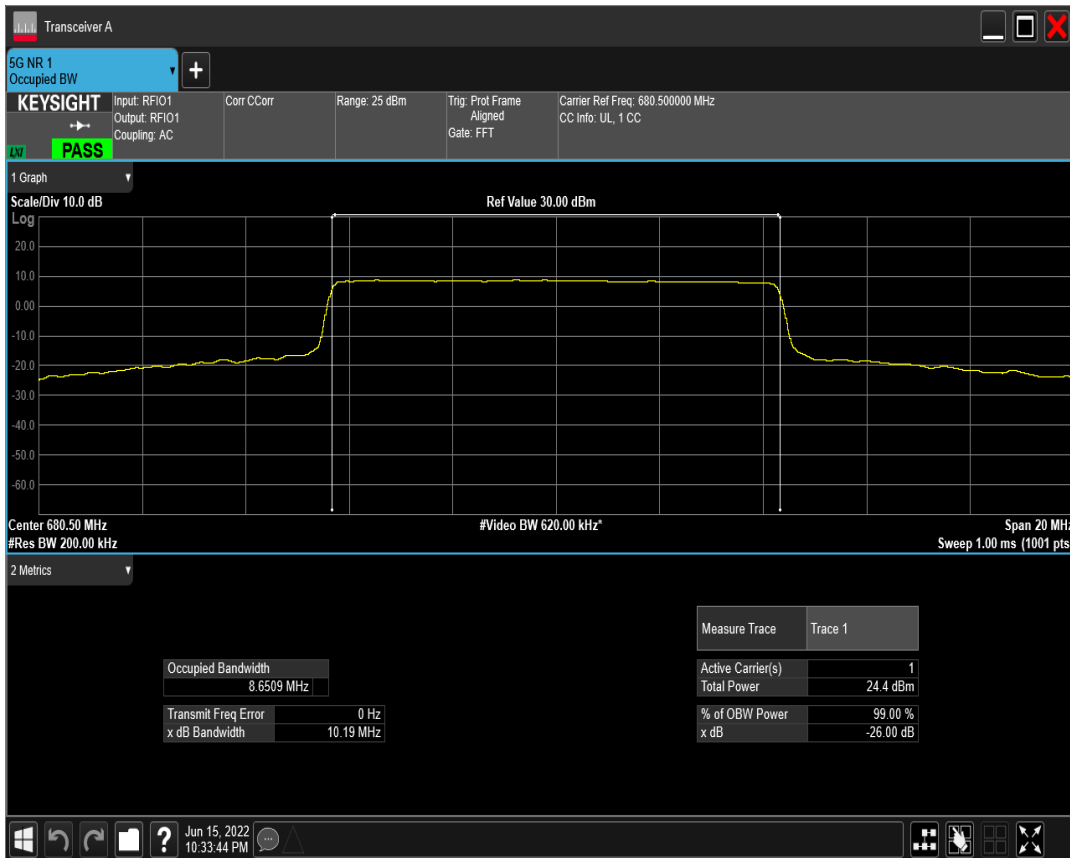 Transceiver A
5G NR 1
Occupied BW
+
KEYSIGHT
LXI
PASS
Input: RFIO1
Output: RFIO1
Coupling: AC
Corr CCorr
Range: 25 dBm
Trig: Prot Frame
Aligned
Gate: FFT
Carrier Ref Freq: 680.500000 MHz
CC Info: UL, 1 CC
1 Graph
Scale/Div 10.0 dB
Ref Value 30.00 dBm
Log
20.0
10.0
0.00
-10.0
-20.0
-30.0
-40.0
-50.0
-60.0
Center 680.50 MHz
#Video BW 620.00 kHz*
Span 20 MHz
#Res BW 200.00 kHz
Sweep 1.00 ms (1001 pts
2 Metrics
Measure Trace Trace 1
Occupied Bandwidth
8.6509 MHz
Active Carrier(s) 1
Total Power 24.4 dBm
Transmit Freq Error 0 Hz
x dB Bandwidth 10.19 MHz
% of OBW Power 99.00 %
x dB -26.00 dB
?
Jun 15, 2022
10:33:44 PM